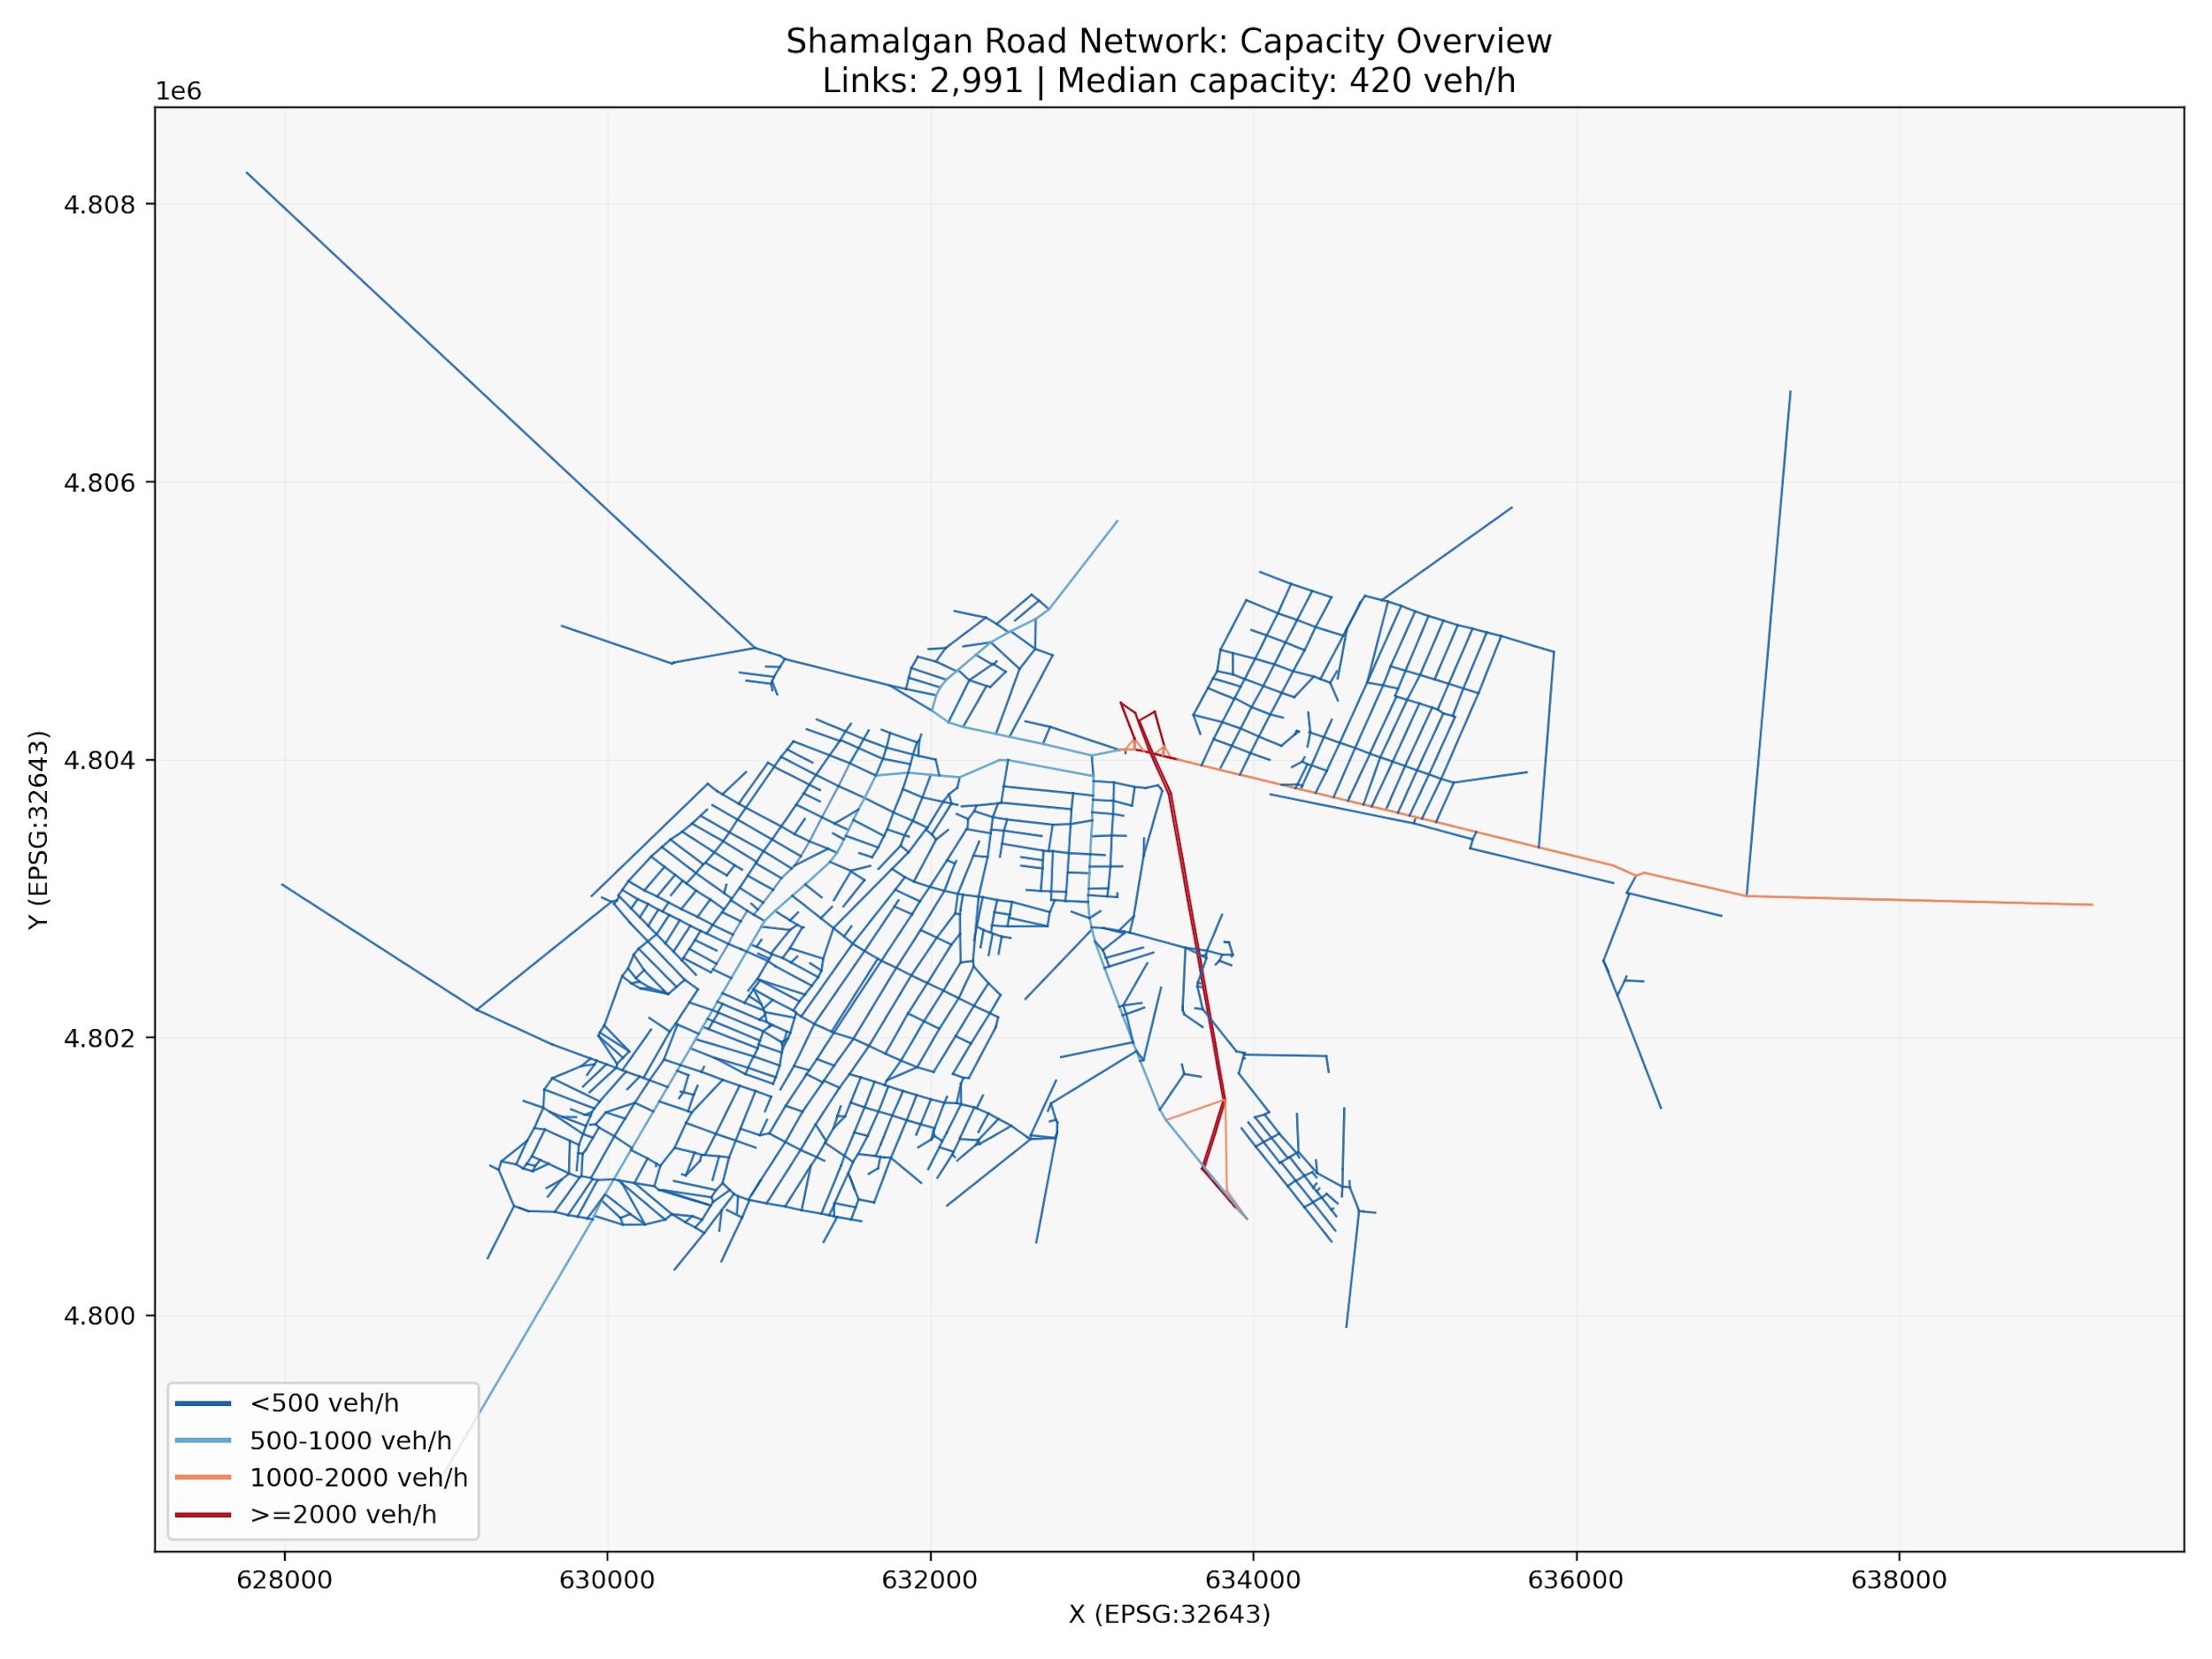 Shamalgan Road Network: Capacity Overview
Links: 2,991 | Median capacity: 420 veh/h
1e6
4.808
4.806
4.804
4.802
4.800
Y (EPSG:32643)
<500 veh/h
500-1000 veh/h
1000-2000 veh/h
>=2000 veh/h
628000
630000
632000
634000
636000
638000
X (EPSG:32643)